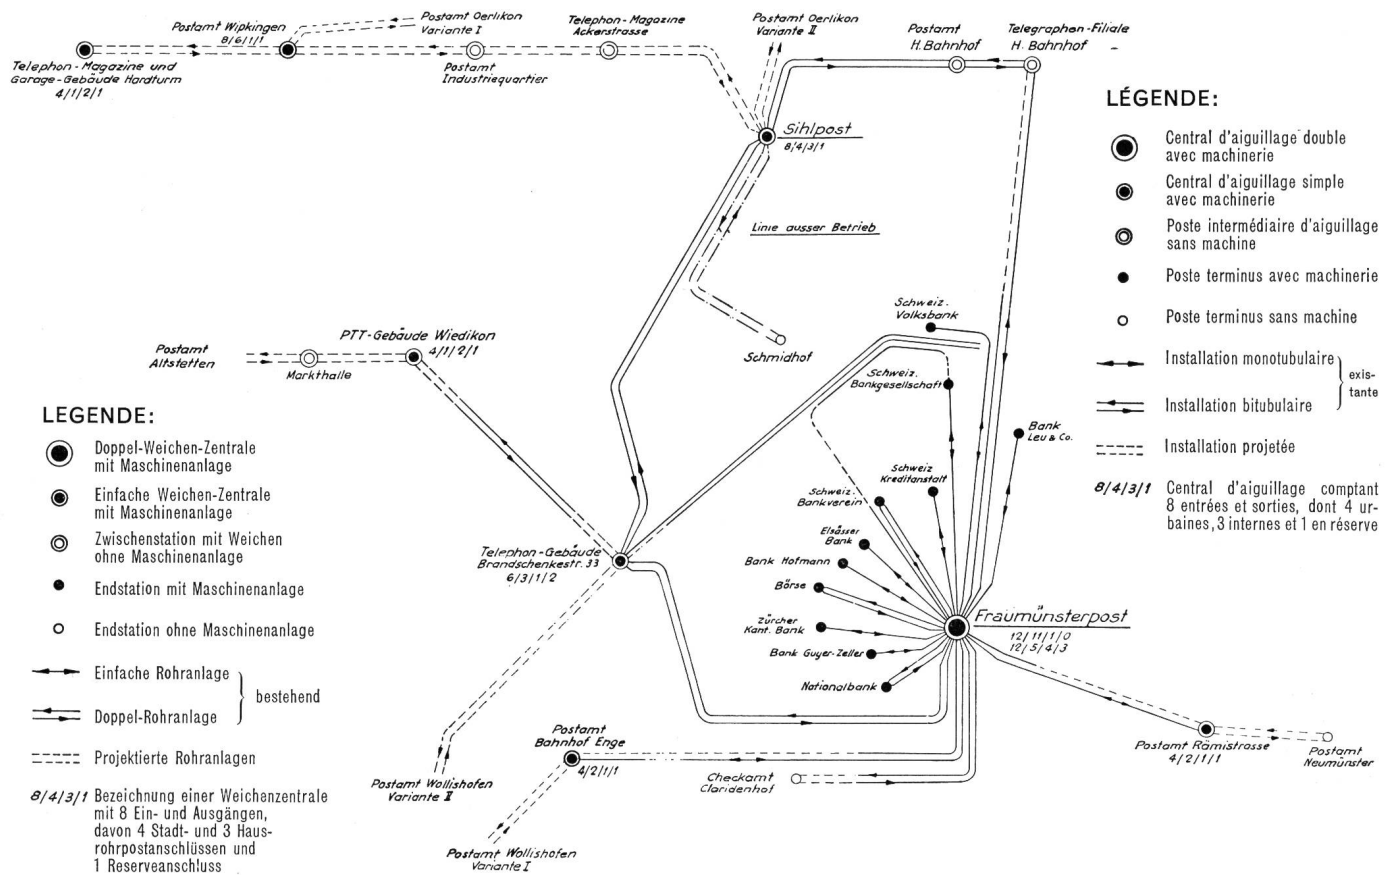 Postamt Wipkingen
8/6/1/1
Postamt Oerlikon
Variante I
Telephon-Magazine
Ackerstrasse
Postamt Oerlikon
Variante II
Postamt
H. Bahnhof
Telegraphen-Filiale
H. Bahnhof
Telephon-Magazine und
Garage-Gebäude Hardturm
4/1/2/1
Postamt
Industriequartier
Sihlpost
8/4/3/1
Linie ausser Betrieb
Schmidhof
LÉGENDE:
Central d'aiguillage double
avec machinerie
Central d'aiguillage simple
avec machinerie
Poste intermédiaire d'aiguillage
sans machine
Poste terminus avec machinerie
Poste terminus sans machine
Installation monotubulaire
Installation bitubulaire
exis-
tante
Installation projetée
8/4/3/1 Central d'aiguillage comptant
8 entrées et sorties, dont 4 ur-
baines, 3 internes et 1 en réserve
Postamt
Altstetten
Markthalle
PTT-Gebäude Wiedikon
4/1/2/1
Schweiz.
Volksbank
Schweiz.
Bankgesellschaft
Bank
Leu & Co.
Schweiz
Kreditanstalt
Schweiz.
Bankverein
Elsässer
Bank
Bank Hofmann
Börse
Zürcher
Kant. Bank
Bank Guyer-Zeller
Nationalbank
Fraumünsterpost
12/11/1/0
12/5/4/3
Telephon-Gebäude
Brandschenkestr. 33
6/3/1/2
Postamt
Bahnhof Enge
4/2/1/1
Checkamt
Claridenhof
Postamt Rämistrasse
4/2/1/1
Postamt
Neumünster
Postamt Wollishofen
Variante II
Postamt Wollishofen
Variante I
LEGENDE:
Doppel-Weichen-Zentrale
mit Maschinenanlage
Einfache Weichen-Zentrale
mit Maschinenanlage
Zwischenstation mit Weichen
ohne Maschinenanlage
Endstation mit Maschinenanlage
Endstation ohne Maschinenanlage
Einfache Rohranlage
Doppel-Rohranlage
bestehend
Projektierte Rohranlagen
8/4/3/1 Bezeichnung einer Weichenzentrale
mit 8 Ein- und Ausgängen,
davon 4 Stadt- und 3 Haus-
rohrpostanschlüssen und
1 Reserveanschluss